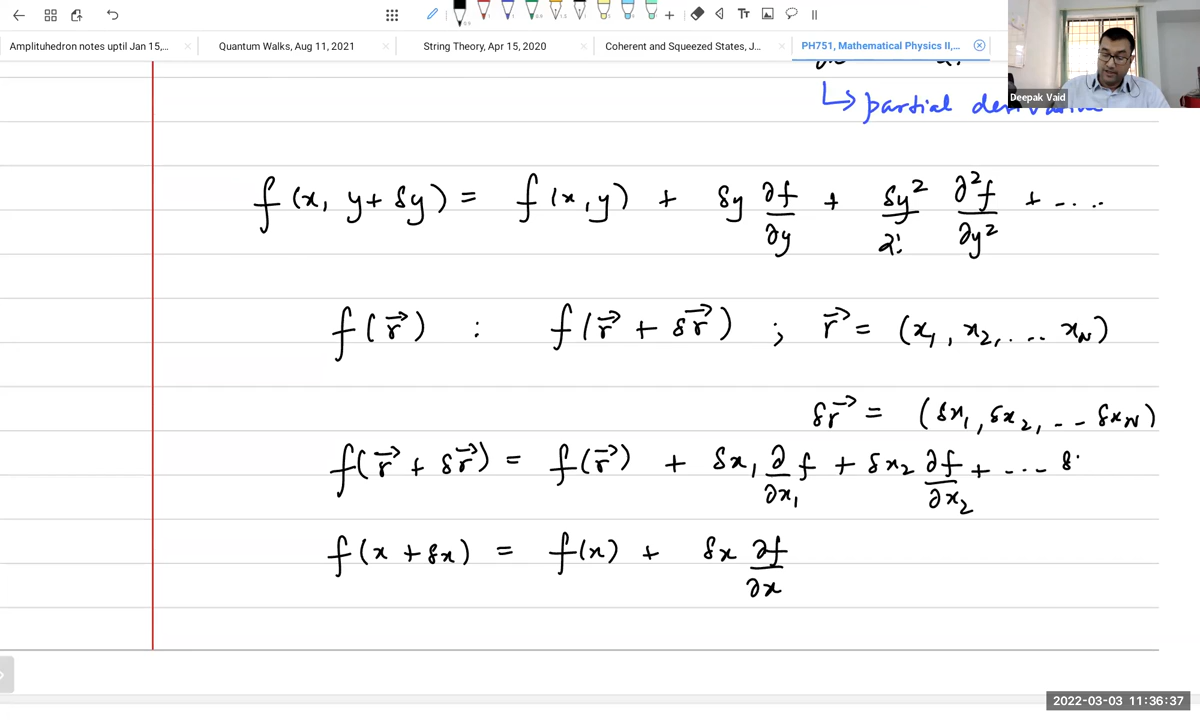 Amplituhedron notes uptil Jan 15,... × Quantum Walks, Aug 11, 2021 × String Theory, Apr 15, 2020 × Coherent and Squeezed States, J... × PH751, Mathematical Physics II,...
Deepak Vaid
↳ partial derivative
f(x, y+δy) = f(x,y) + δy ∂f/∂y + δy²/2! ∂²f/∂y² + ....
f(r⃗) : f(r⃗ + δr⃗) ; r⃗ = (x₁, x₂, .... x_N)
δr⃗ = (δx₁, δx₂, .. δx_N)
f(r⃗ + δr⃗) = f(r⃗) + δx₁ ∂/∂x₁ f + δx₂ ∂f/∂x₂ + ... δ
f(x + δx) = f(x) + δx ∂f/∂x
2022-03-03 11:36:37